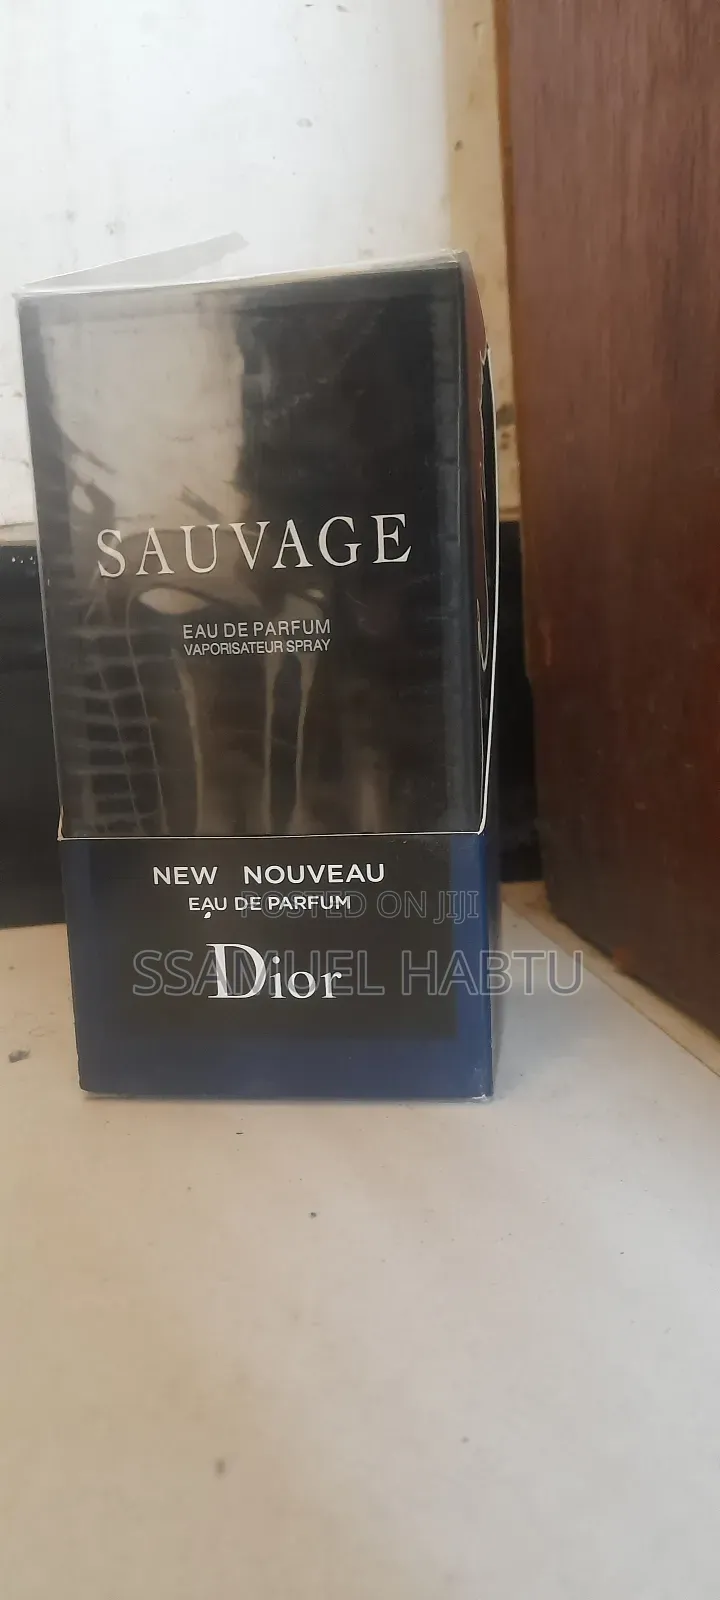 SAUVAGE
EAU DE PARFUM
VAPORISATEUR SPRAY
NEW NOUVEAU
EAU DE PARFUM
POSTED ON JIJI
SSAMUEL HABTU
Dior